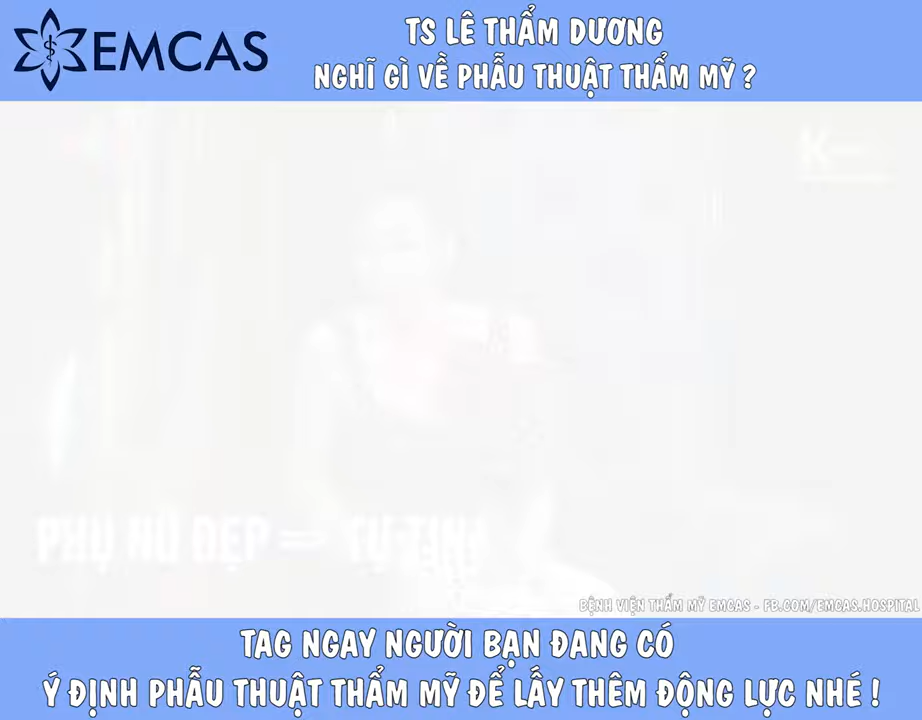 EMCAS
TS LÊ THẨM DƯƠNG
NGHĨ GÌ VỀ PHẪU THUẬT THẨM MỸ ?
K
PHỤ NỮ ĐẸP = TỰ TIN
BỆNH VIỆN THẨM MỸ EMCAS - FB.COM/EMCAS.HOSPITAL
TAG NGAY NGƯỜI BẠN ĐANG CÓ
Ý ĐỊNH PHẪU THUẬT THẨM MỸ ĐỂ LẤY THÊM ĐỘNG LỰC NHÉ !